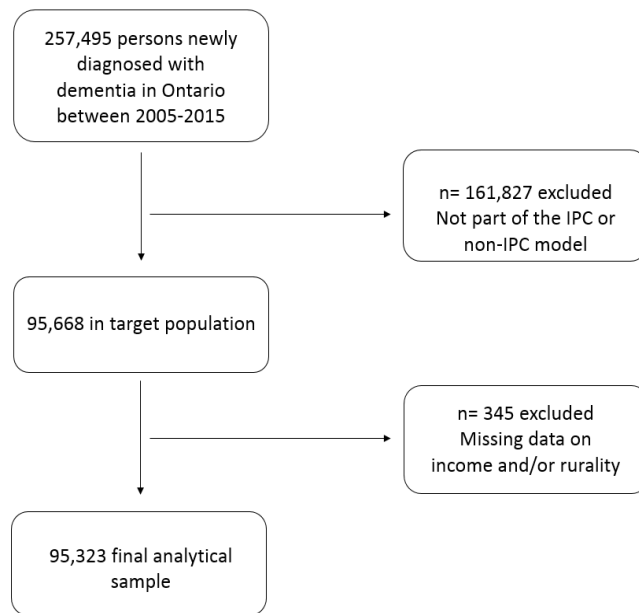 257,495 persons newly
diagnosed with
dementia in Ontario
between 2005-2015
n= 161,827 excluded
Not part of the IPC or
non-IPC model
95,668 in target population
n= 345 excluded
Missing data on
income and/or rurality
95,323 final analytical
sample